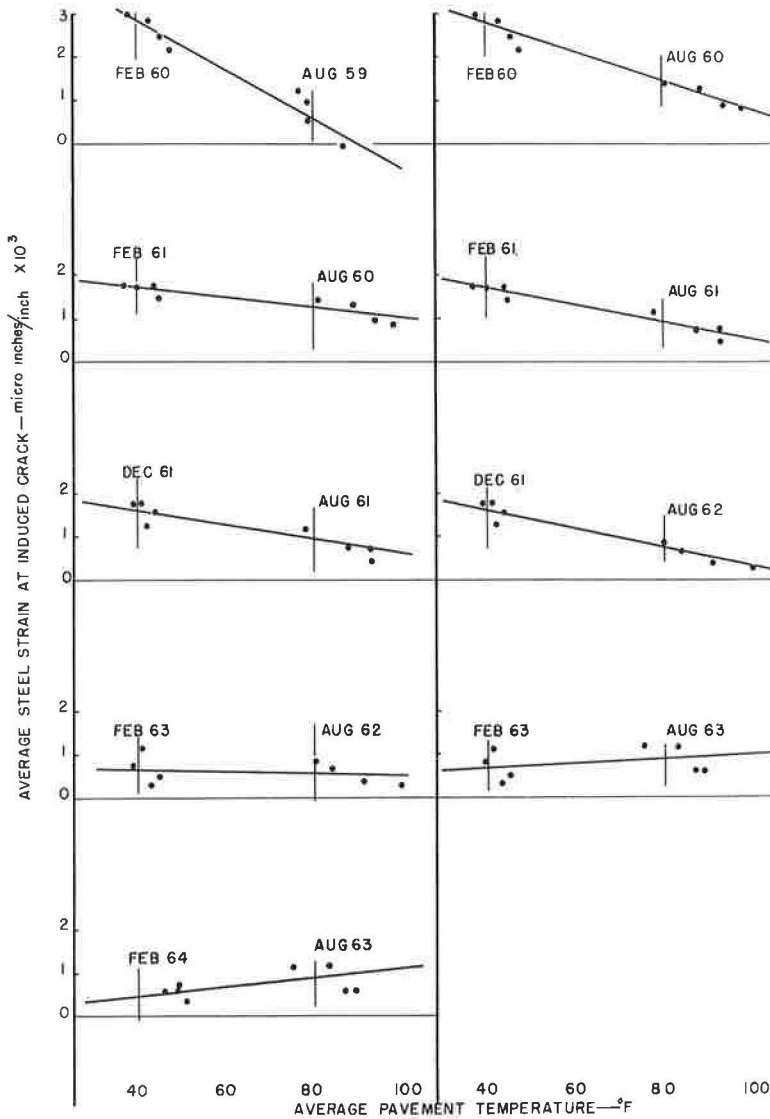 3
2
1
0
FEB 60
AUG 59
FEB 60
AUG 60
2
1
0
FEB 61
AUG 60
FEB 61
AUG 61
2
1
0
DEC 61
AUG 61
DEC 61
AUG 62
2
1
0
FEB 63
AUG 62
FEB 63
AUG 63
2
1
0
FEB 64
AUG 63
40 60 80 100 40 60 80 100
AVERAGE PAVEMENT TEMPERATURE—°F
AVERAGE STEEL STRAIN AT INDUCED CRACK—micro inches/inch X10³